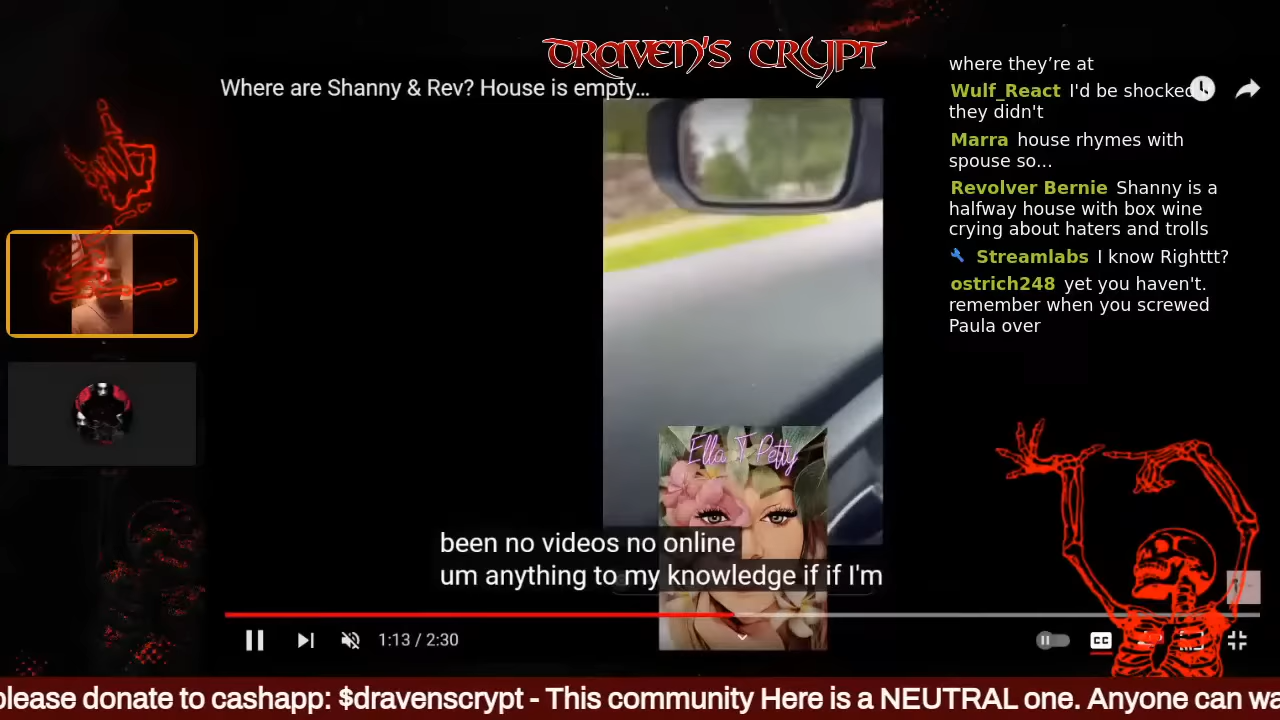 DRAVEN'S CRYPT
Where are Shanny & Rev? House is empty...
where they're at
Wulf_React I'd be shocked
they didn't
Marra house rhymes with
spouse so...
Revolver Bernie Shanny is a
halfway house with box wine
crying about haters and trolls
Streamlabs I know Righttt?
ostrich248 yet you haven't.
remember when you screwed
Paula over
Ella T Petty
been no videos no online
um anything to my knowledge if if I'm
1:13 / 2:30
CC
please donate to cashapp: $dravenscrypt - This community Here is a NEUTRAL one. Anyone can wa